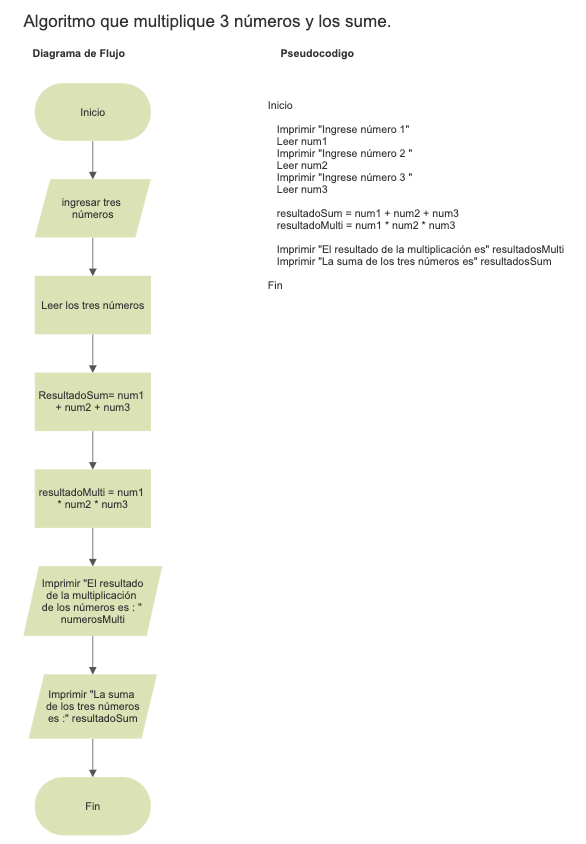 Algoritmo que multiplique 3 números y los sume.
Diagrama de Flujo
Inicio
ingresar tres
números
Leer los tres números
ResultadoSum= num1
+ num2 + num3
resultadoMulti = num1
* num2 * num3
Imprimir "El resultado
de la multiplicación
de los números es : "
numerosMulti
Imprimir "La suma
de los tres números
es :" resultadoSum
Fin
Pseudocodigo
Inicio
Imprimir "Ingrese número 1"
Leer num1
Imprimir "Ingrese número 2 "
Leer num2
Imprimir "Ingrese número 3 "
Leer num3
resultadoSum = num1 + num2 + num3
resultadoMulti = num1 * num2 * num3
Imprimir "El resultado de la multiplicación es" resultadosMulti
Imprimir "La suma de los tres números es" resultadosSum
Fin